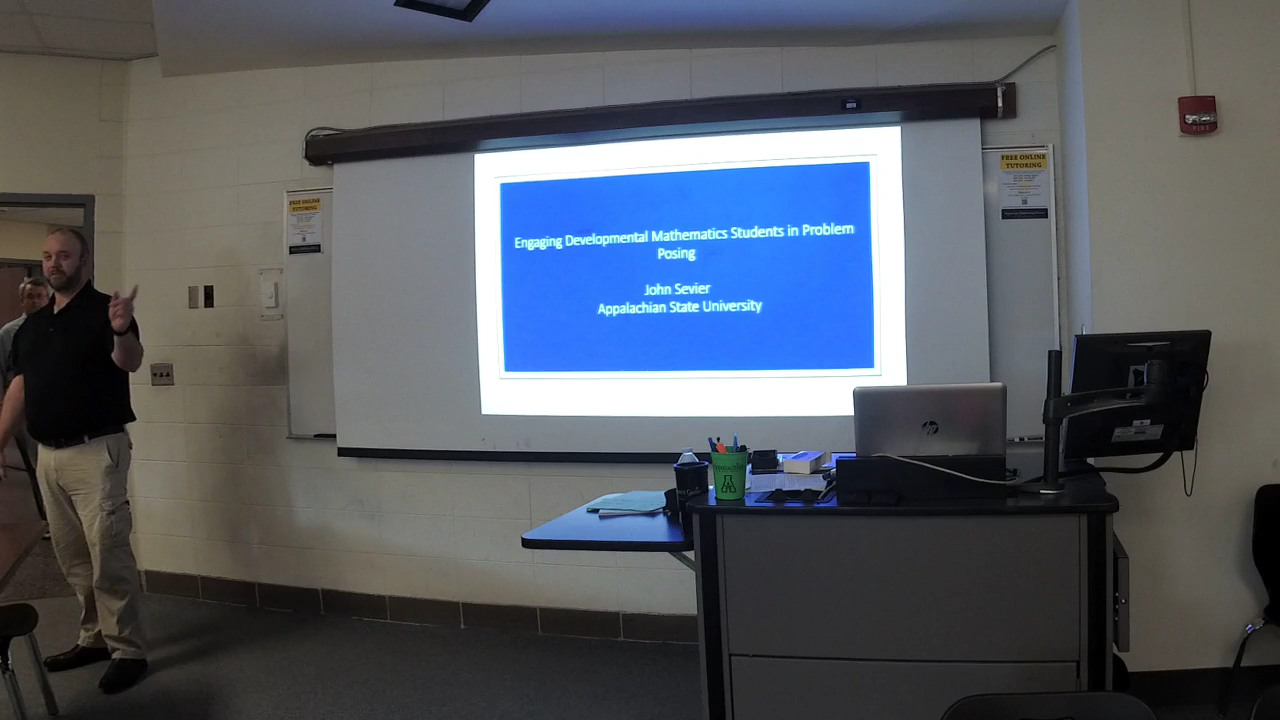 FREE ONLINE
TUTORING
Engaging Developmental Mathematics Students in Problem
Posing
John Sevier
Appalachian State University
FREE ONLINE
TUTORING
FIRE
hp
A